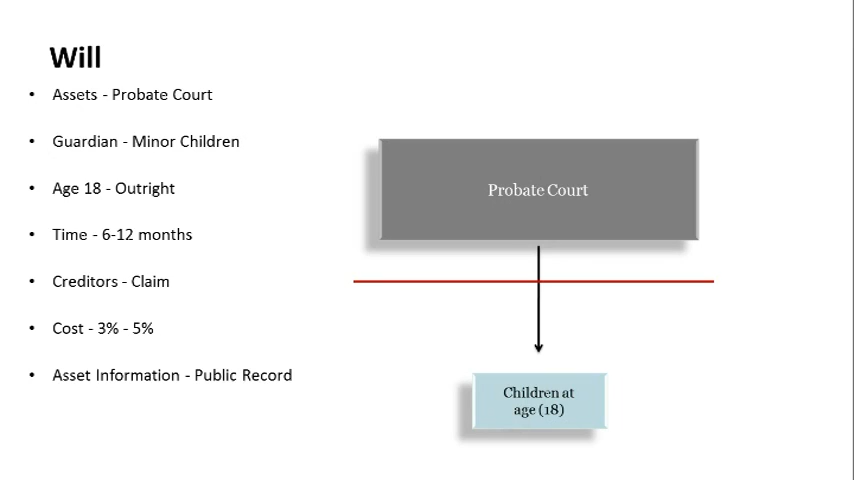 Will
• Assets - Probate Court
• Guardian - Minor Children
• Age 18 - Outright
• Time - 6-12 months
• Creditors - Claim
• Cost - 3% - 5%
• Asset Information - Public Record
Probate Court
Children at
age (18)